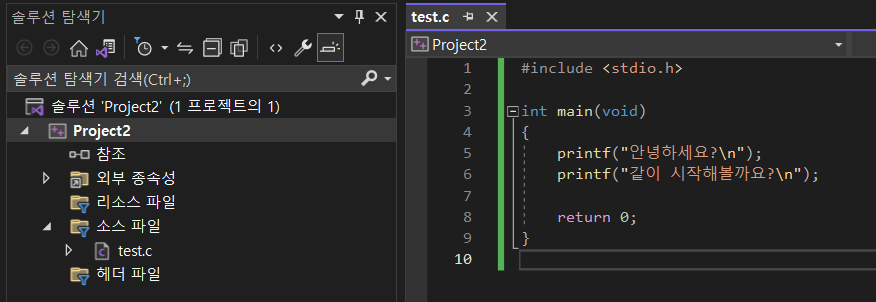 솔루션 탐색기
솔루션 탐색기 검색(Ctrl+;)
솔루션 'Project2' (1 프로젝트의 1)
Project2
참조
외부 종속성
리소스 파일
소스 파일
test.c
헤더 파일
test.c
Project2
1 #include <stdio.h>
2
3 int main(void)
4 {
5 printf("안녕하세요?\n");
6 printf("같이 시작해볼까요?\n");
7
8 return 0;
9 }
10